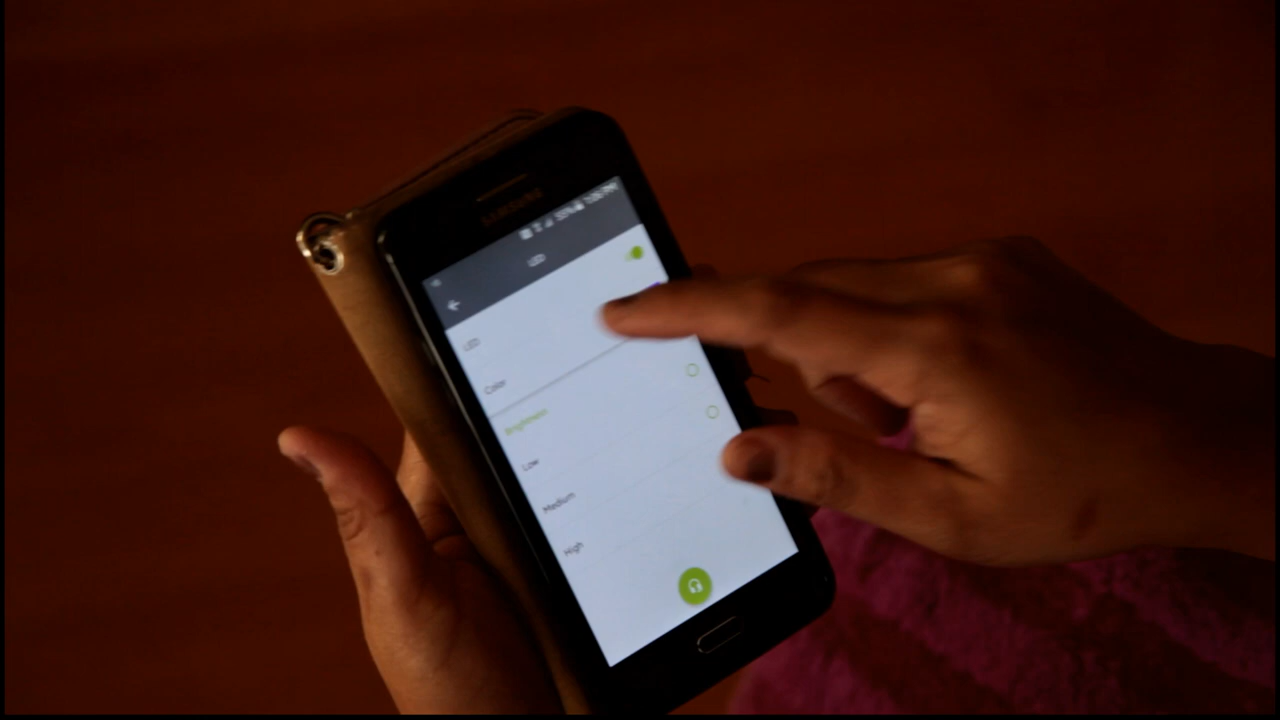 SAMSUNG
LED
LED
Color
Brightness
Low
Medium
High